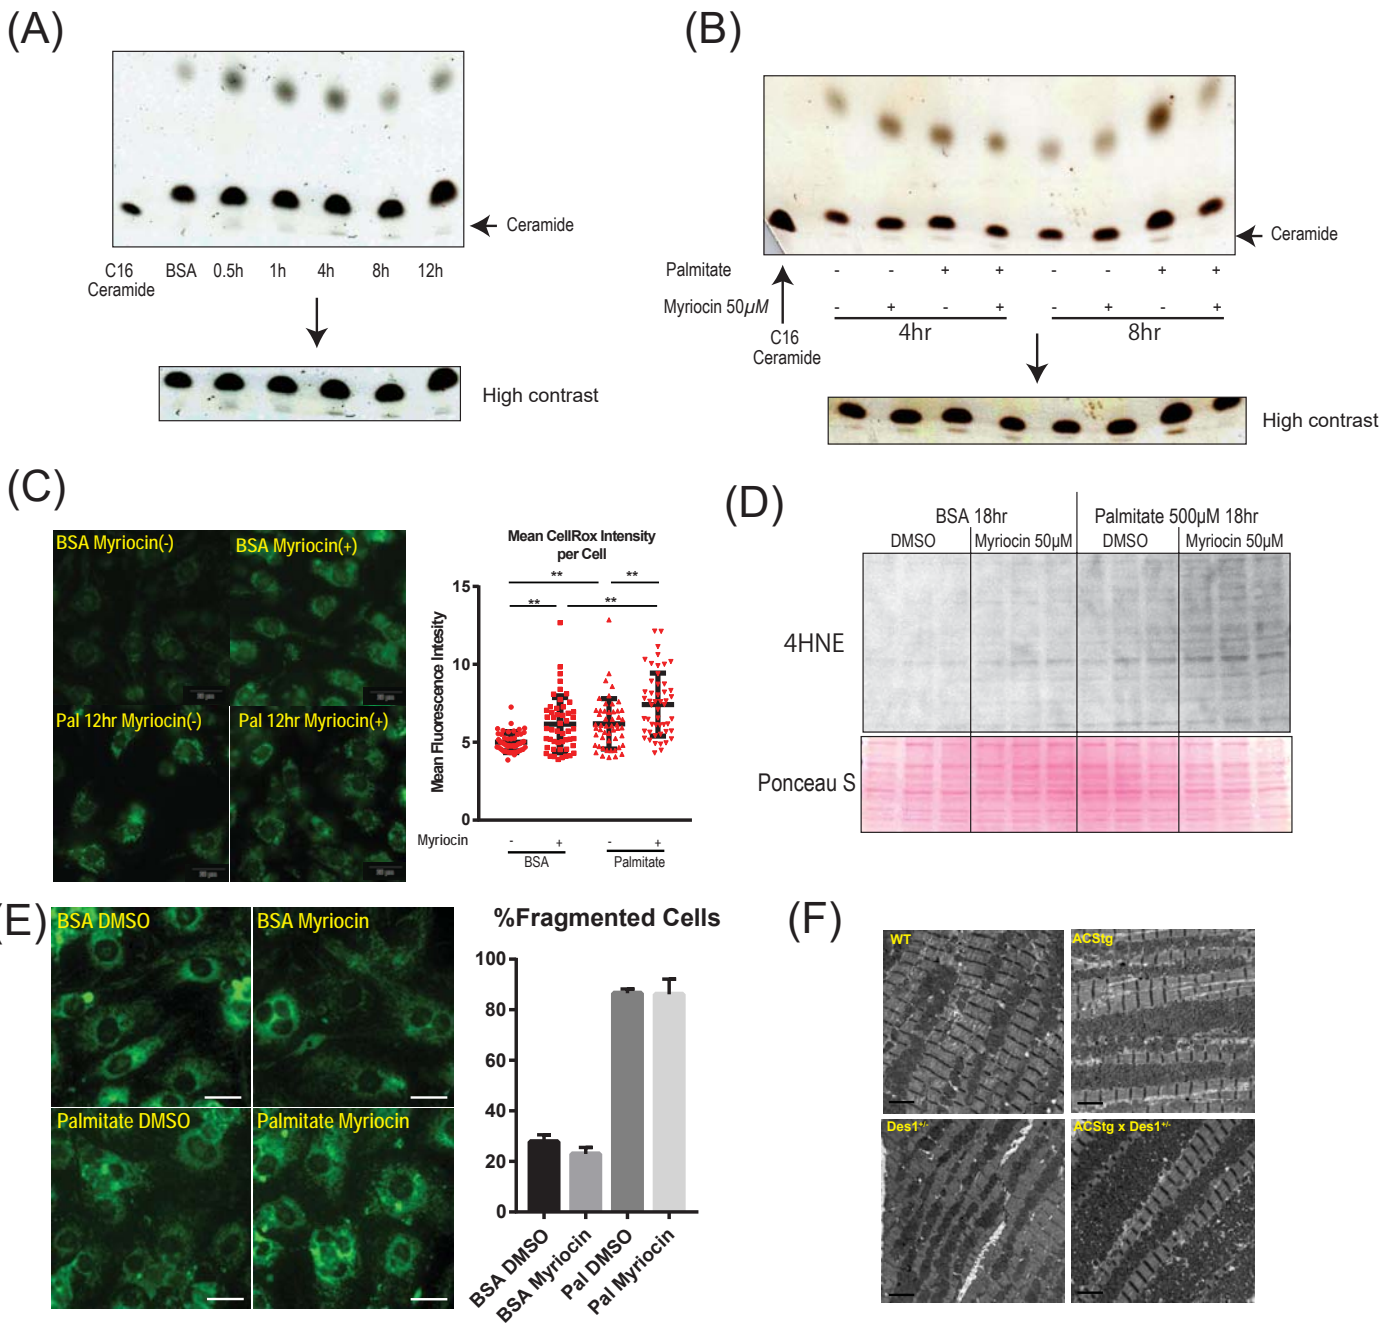 (A)
Ceramide
C16
Ceramide
BSA
0.5h
1h
4h
8h
12h
High contrast
(B)
Ceramide
Palmitate - - + + - - + +
Myriocin 50µM - + - + - + - +
C16
Ceramide
4hr
8hr
High contrast
(C)
BSA Myriocin(-)
BSA Myriocin(+)
Pal 12hr Myriocin(-)
Pal 12hr Myriocin(+)
Mean CellRox Intensity
per Cell
** **
** **
Mean Fluorescence Intesity
15
10
5
0
Myriocin - + - +
BSA
Palmitate
(D)
BSA 18hr
Palmitate 500µM 18hr
DMSO
Myriocin 50µM
DMSO
Myriocin 50µM
4HNE
Ponceau S
(E)
BSA DMSO
BSA Myriocin
Palmitate DMSO
Palmitate Myriocin
%Fragmented Cells
100
80
60
40
20
0
BSA DMSO
BSA Myriocin
Pal DMSO
Pal Myriocin
(F)
WT
ACStg
Des1+/-
ACStg x Des1+/-